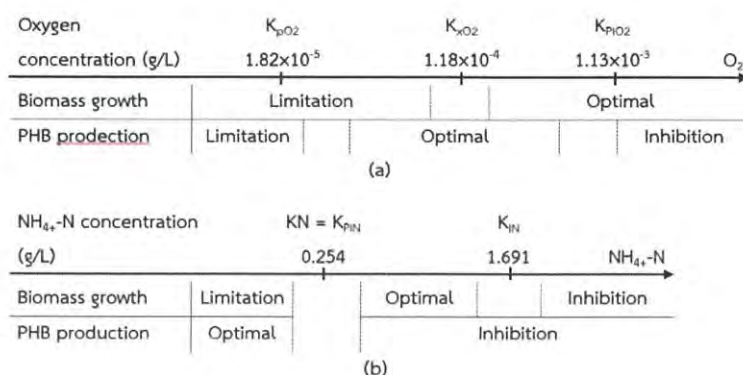 Oxygen K_pO2 K_xO2 K_PIO2
concentration (g/L) 1.82×10⁻⁵ 1.18×10⁻⁴ 1.13×10⁻³ O₂
Biomass growth Limitation Optimal
PHB prodection Limitation Optimal Inhibition
(a)
NH₄₊-N concentration KN = K_PIN K_IN
(g/L) 0.254 1.691 NH₄₊-N
Biomass growth Limitation Optimal Inhibition
PHB production Optimal Inhibition
(b)